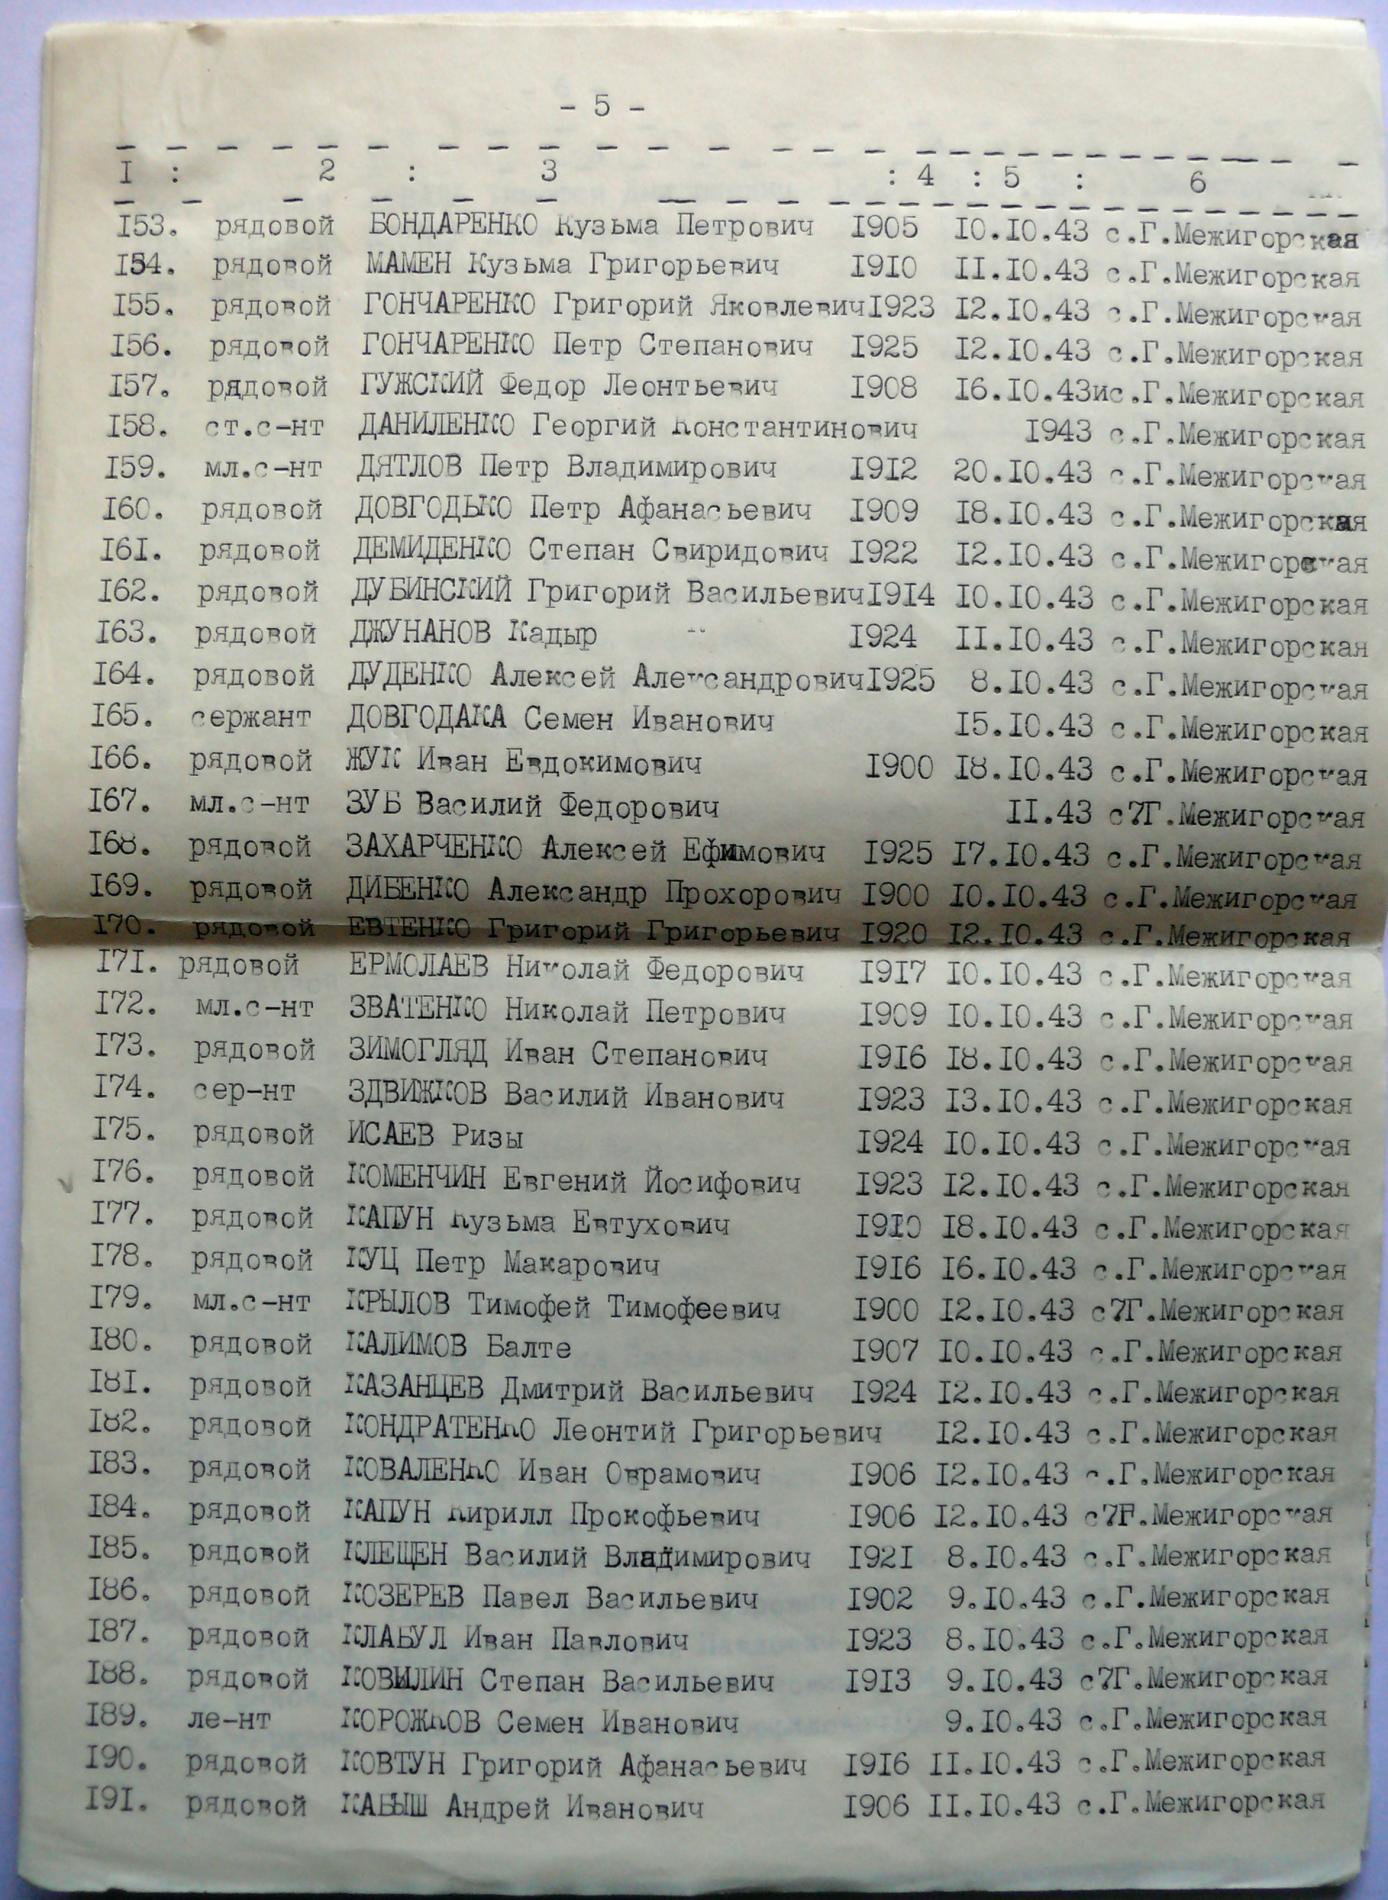 - 5 -
I : 2 : 3 : 4 : 5 : 6
I53. рядовой БОНДАРЕНКО Кузьма Петрович I905 I0.I0.43 с.Г.Межигорская
I54. рядовой МАМЕН Кузьма Григорьевич I9I0 II.I0.43 с.Г.Межигорская
I55. рядовой ГОНЧАРЕНКО Григорий Яковлевич I923 I2.I0.43 с.Г.Межигорская
I56. рядовой ГОНЧАРЕНКО Петр Степанович I925 I2.I0.43 с.Г.Межигорская
I57. рядовой ГУЖСКИЙ Федор Леонтьевич I908 I6.I0.43ис.Г.Межигорская
I58. ст.с-нт ДАНИЛЕНКО Георгий Константинович I943 с.Г.Межигорская
I59. мл.с-нт ДЯТЛОВ Петр Владимирович I9I2 20.I0.43 с.Г.Межигорская
I60. рядовой ДОВГОДЬКО Петр Афанасьевич I909 I8.I0.43 с.Г.Межигорская
I6I. рядовой ДЕМИДЕНКО Степан Свиридович I922 I2.I0.43 с.Г.Межигорская
I62. рядовой ДУБИНСКИЙ Григорий Васильевич I9I4 I0.I0.43 с.Г.Межигорская
I63. рядовой ДЖУНАНОВ Кадыр I924 II.I0.43 с.Г.Межигорская
I64. рядовой ДУДЕНКО Алексей Александрович I925 8.I0.43 с.Г.Межигорская
I65. сержант ДОВГОДАКА Семен Иванович I5.I0.43 с.Г.Межигорская
I66. рядовой ЖУК Иван Евдокимович I900 I8.I0.43 с.Г.Межигорская
I67. мл.с-нт ЗУБ Василий Федорович II.43 с7Г.Межигорская
I68. рядовой ЗАХАРЧЕНКО Алексей Ефимович I925 I7.I0.43 с.Г.Межигорская
I69. рядовой ДИБЕНКО Александр Прохорович I900 I0.I0.43 с.Г.Межигорская
I70. рядовой ЕВТЕНКО Григорий Григорьевич I920 I2.I0.43 с.Г.Межигорская
I7I. рядовой ЕРМОЛАЕВ Николай Федорович I9I7 I0.I0.43 с.Г.Межигорская
I72. мл.с-нт ЗВАТЕНКО Николай Петрович I909 I0.I0.43 с.Г.Межигорская
I73. рядовой ЗИМОГЛЯД Иван Степанович I9I6 I8.I0.43 с.Г.Межигорская
I74. сер-нт ЗДВИЖКОВ Василий Иванович I923 I3.I0.43 с.Г.Межигорская
I75. рядовой ИСАЕВ Ризы I924 I0.I0.43 с.Г.Межигорская
I76. рядовой КОМЕНЧИН Евгений Йосифович I923 I2.I0.43 с.Г.Межигорская
I77. рядовой КАПУН Кузьма Евтухович I9I0 I8.I0.43 с.Г.Межигорская
I78. рядовой КУЦ Петр Макарович I9I6 I6.I0.43 с.Г.Межигорская
I79. мл.с-нт КРЫЛОВ Тимофей Тимофеевич I900 I2.I0.43 с7Г.Межигорская
I80. рядовой КАЛИМОВ Балте I907 I0.I0.43 с.Г.Межигорская
I8I. рядовой КАЗАНЦЕВ Дмитрий Васильевич I924 I2.I0.43 с.Г.Межигорская
I82. рядовой КОНДРАТЕНКО Леонтий Григорьевич I2.I0.43 с.Г.Межигорская
I83. рядовой КОВАЛЕНКО Иван Оврамович I906 I2.I0.43 с.Г.Межигорская
I84. рядовой КАПУН Кирилл Прокофьевич I906 I2.I0.43 с7Г.Межигорская
I85. рядовой КЛЕЩЕН Василий Владимирович I92I 8.I0.43 с.Г.Межигорская
I86. рядовой КОЗЕРЕВ Павел Васильевич I902 9.I0.43 с.Г.Межигорская
I87. рядовой КЛАБУЛ Иван Павлович I923 8.I0.43 с.Г.Межигорская
I88. рядовой КОВЫЛИН Степан Васильевич I9I3 9.I0.43 с7Г.Межигорская
I89. ле-нт КОРОЖКОВ Семен Иванович 9.I0.43 с.Г.Межигорская
I90. рядовой КОВТУН Григорий Афанасьевич I9I6 II.I0.43 с.Г.Межигорская
I9I. рядовой КАБЫШ Андрей Иванович I906 II.I0.43 с.Г.Межигорская